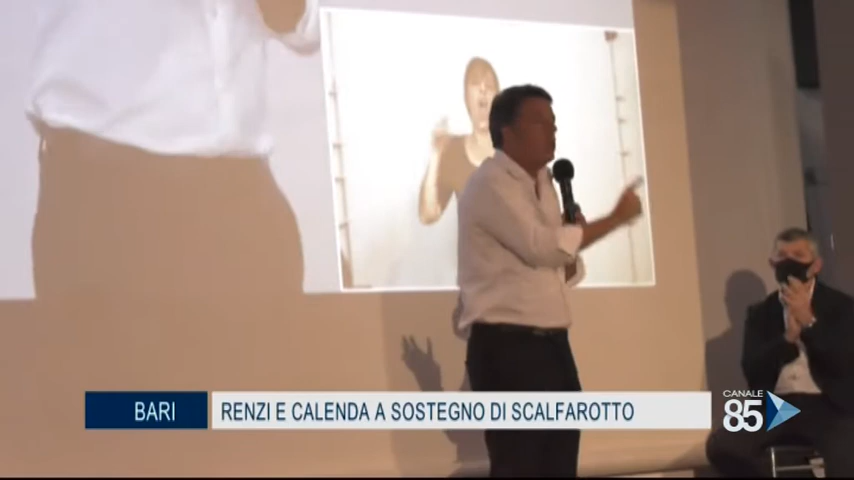 BARI
RENZI E CALENDA A SOSTEGNO DI SCALFAROTTO
CANALE
85